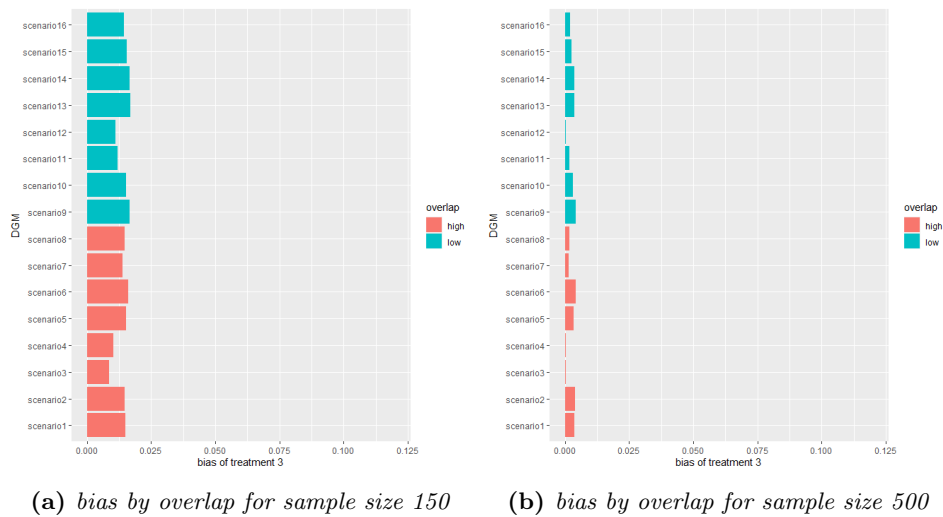 scenario16
scenario15
scenario14
scenario13
scenario12
scenario11
scenario10
scenario9
scenario8
scenario7
scenario6
scenario5
scenario4
scenario3
scenario2
scenario1
DGM
0.000 0.025 0.050 0.075 0.100 0.125
bias of treatment 3
overlap
high
low
(a) bias by overlap for sample size 150
scenario16
scenario15
scenario14
scenario13
scenario12
scenario11
scenario10
scenario9
scenario8
scenario7
scenario6
scenario5
scenario4
scenario3
scenario2
scenario1
DGM
0.000 0.025 0.050 0.075 0.100 0.125
bias of treatment 3
overlap
high
low
(b) bias by overlap for sample size 500